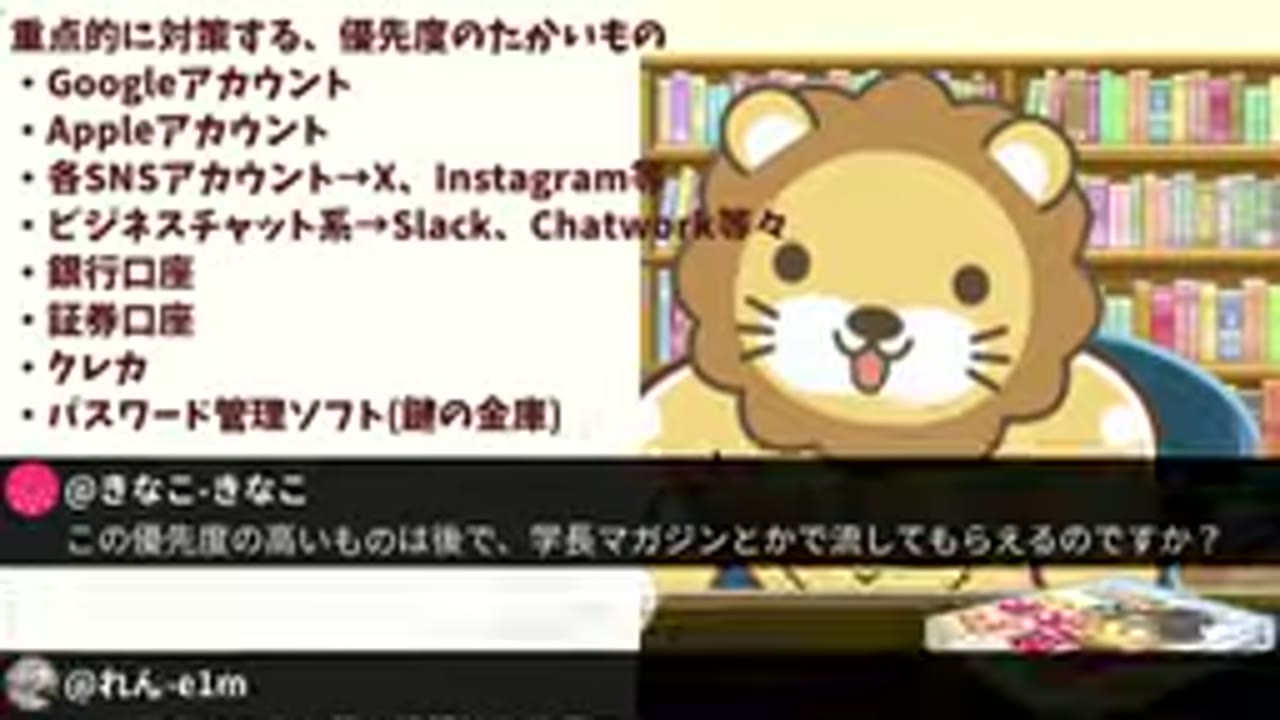 重点的に対策する、優先度のたかいもの
・Googleアカウント
・Appleアカウント
・各SNSアカウント→X、Instagram等
・ビジネスチャット系→Slack、Chatwork等々
・銀行口座
・証券口座
・クレカ
・パスワード管理ソフト(鍵の金庫)
@きなこ-きなこ
この優先度の高いものは後で、学長マガジンとかで流してもらえるのですか？
@れん-e1m